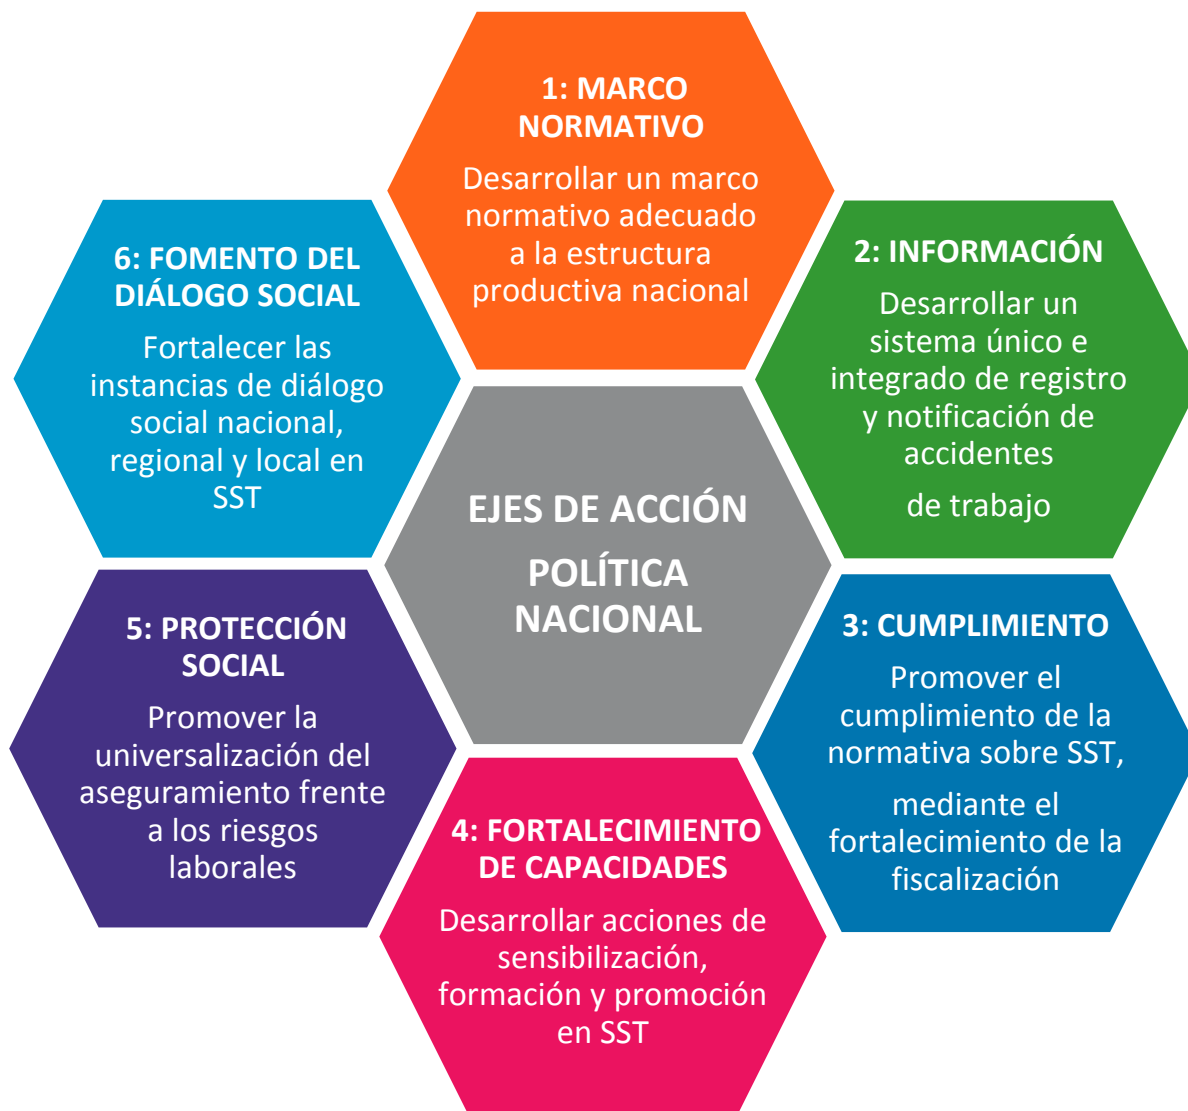 1: MARCO
NORMATIVO
Desarrollar un marco
normativo adecuado
a la estructura
productiva nacional
2: INFORMACIÓN
Desarrollar un
sistema único e
integrado de registro
y notificación de
accidentes
de trabajo
3: CUMPLIMIENTO
Promover el
cumplimiento de la
normativa sobre SST,
mediante el
fortalecimiento de la
fiscalización
4: FORTALECIMIENTO
DE CAPACIDADES
Desarrollar acciones de
sensibilización,
formación y promoción
en SST
5: PROTECCIÓN
SOCIAL
Promover la
universalización del
aseguramiento frente
a los riesgos
laborales
6: FOMENTO DEL
DIÁLOGO SOCIAL
Fortalecer las
instancias de diálogo
social nacional,
regional y local en
SST
EJES DE ACCIÓN
POLÍTICA
NACIONAL